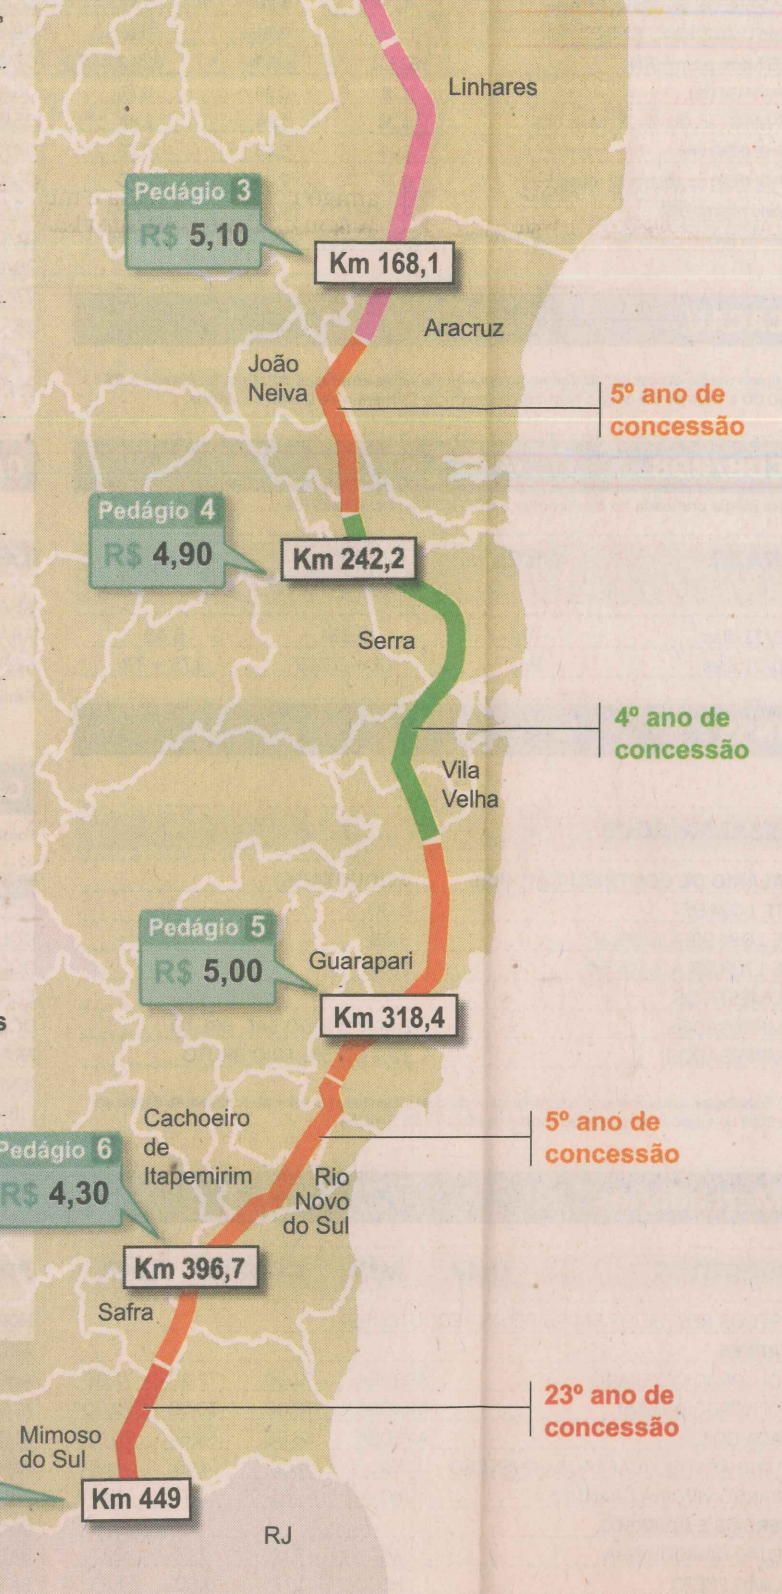 Linhares
Pedágio 3
R$ 5,10
Km 168,1
Aracruz
João
Neiva
5º ano de
concessão
Pedágio 4
R$ 4,90
Km 242,2
Serra
4º ano de
concessão
Vila
Velha
Pedágio 5
R$ 5,00
Guarapari
Km 318,4
Cachoeiro
de
Itapemirim
5º ano de
concessão
Pedágio 6
R$ 4,30
Rio
Novo
do Sul
Km 396,7
Safra
23º ano de
concessão
Mimoso
do Sul
Km 449
RJ